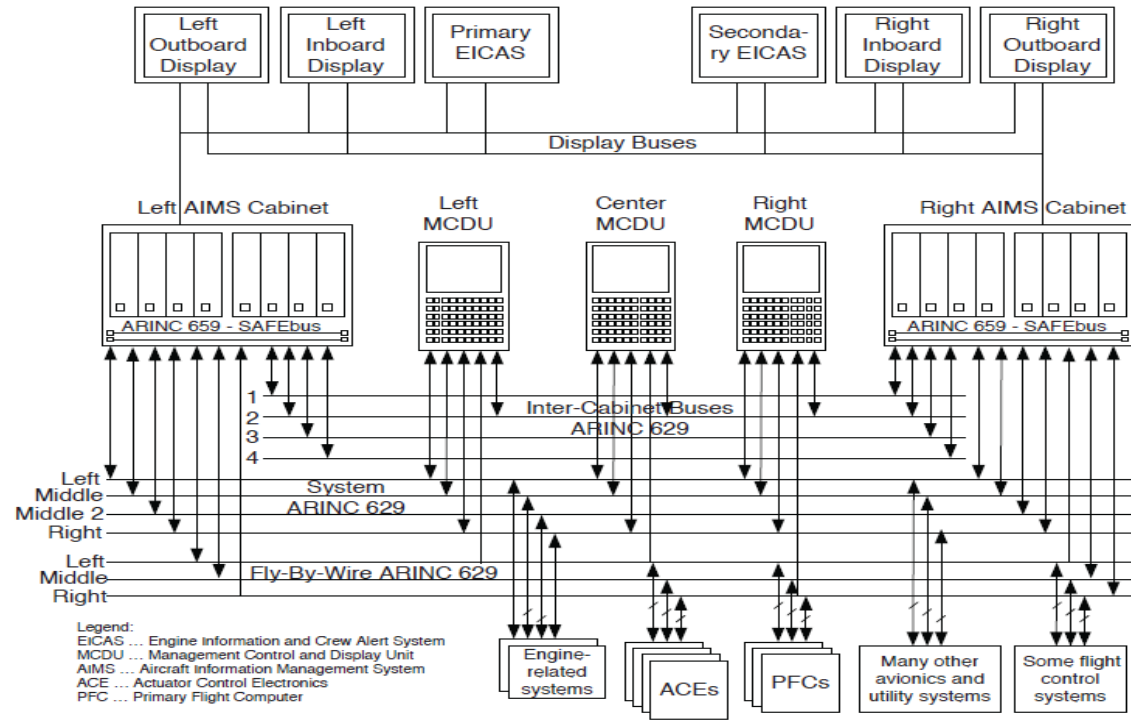 Left
Outboard
Display
Left
Inboard
Display
Primary
EICAS
Seconda-
ry EICAS
Right
Inboard
Display
Right
Outboard
Display
Display Buses
Left AIMS Cabinet
Left
MCDU
Center
MCDU
Right
MCDU
Right AIMS Cabinet
ARINC 659 - SAFEbus
ARINC 659 - SAFEbus
1
2
3
4
Inter-Cabinet Buses
ARINC 629
Left
Middle
Middle 2
Right
System
ARINC 629
Left
Middle
Right
Fly-By-Wire ARINC 629
Legend:
EICAS ... Engine Information and Crew Alert System
MCDU ... Management Control and Display Unit
AIMS ... Aircraft Information Management System
ACE ... Actuator Control Electronics
PFC ... Primary Flight Computer
Engine-
related
systems
ACEs
PFCs
Many other
avionics and
utility systems
Some flight
control
systems